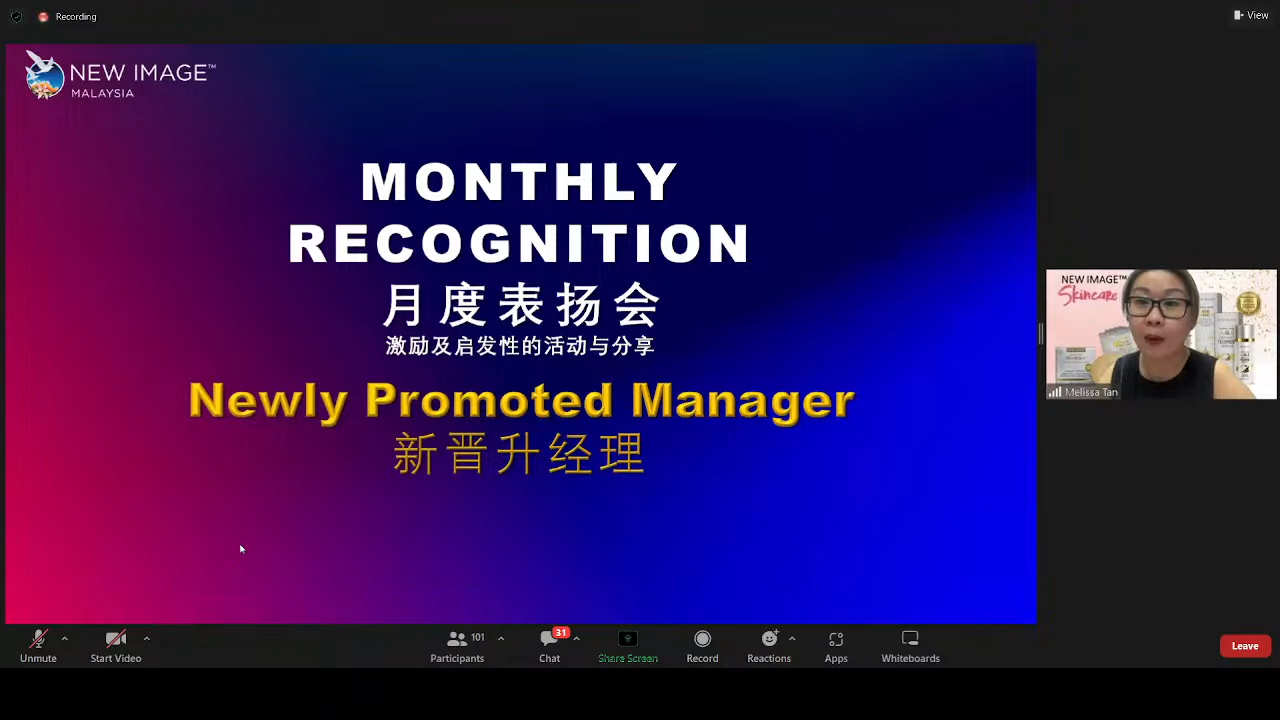 Recording
View
NEW IMAGE™
MALAYSIA
MONTHLY
RECOGNITION
月度表扬会
激励及启发性的活动与分享
Newly Promoted Manager
新晋升经理
NEW IMAGE™
Skincare
Melissa Tan
101
31
Unmute
Start Video
Participants
Chat
Share Screen
Record
Reactions
Apps
Whiteboards
Leave